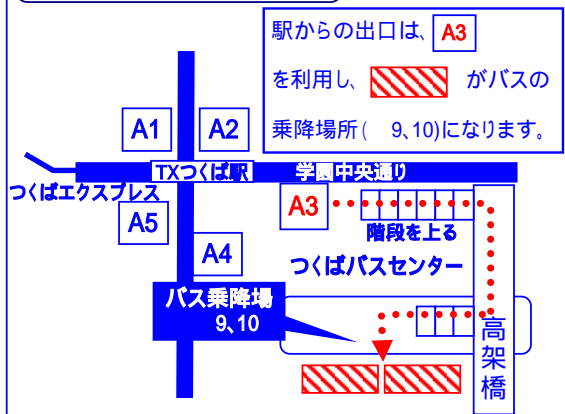 駅からの出口は、A3
を利用し、 がバスの
乗降場所( 9、10)になります。
A1
A2
TXつくば駅
学園中央通り
つくばエクスプレス
A3
A5
階段を上る
A4
つくばバスセンター
バス乗降場
9、10
高架橋